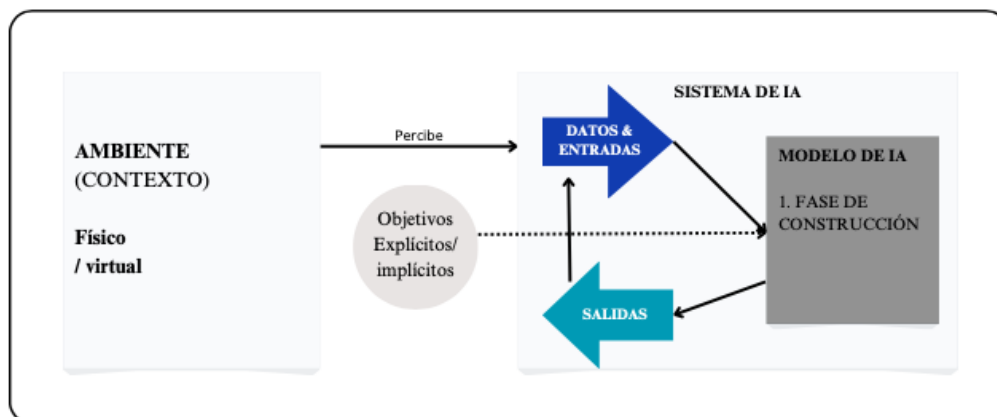 AMBIENTE
(CONTEXTO)
Físico
/ virtual
Percibe
Objetivos
Explícitos/
implícitos
SISTEMA DE IA
DATOS &
ENTRADAS
MODELO DE IA
1. FASE DE
CONSTRUCCIÓN
SALIDAS